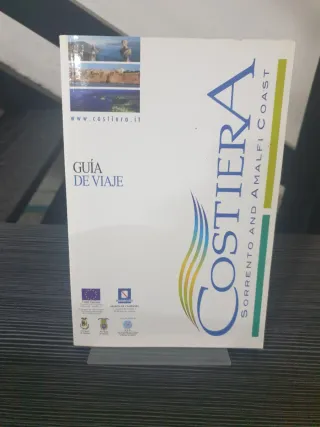 www.costiera.it
GUÍA
DE VIAJE
COSTIERA
SORRENTO AND AMALFI COAST